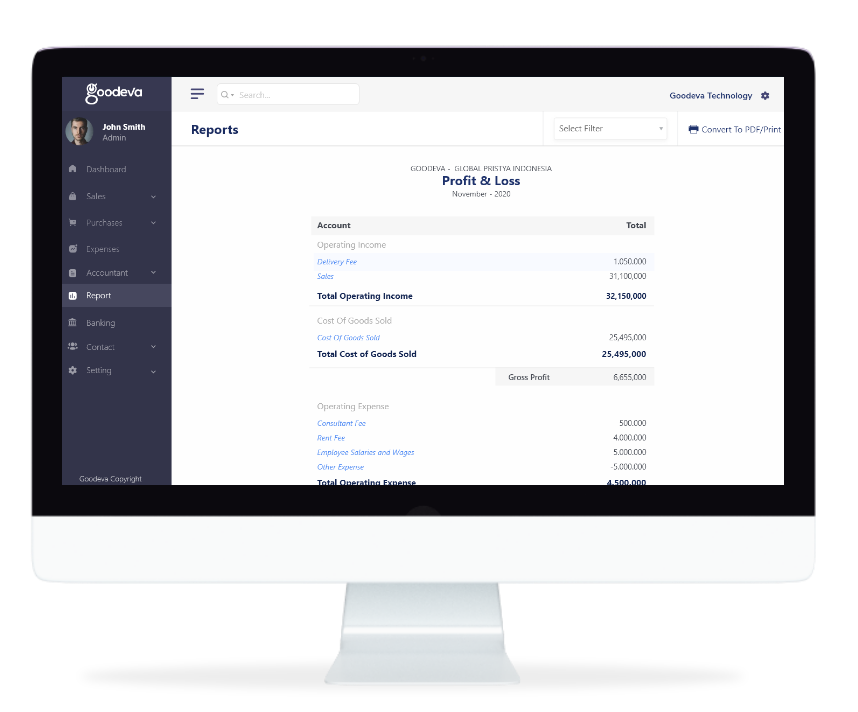 goodeva
Search...
Goodeva Technology
John Smith
Admin
Reports
Select Filter
Convert To PDF/Print
Dashboard
Sales
Purchases
Expenses
Accountant
Report
Banking
Contact
Setting
Goodeva Copyright
GOODEVA - GLOBAL PRISTYA INDONESIA
Profit & Loss
November - 2020
Account Total
Operating Income
Delivery Fee 1.050,000
Sales 31,100,000
Total Operating Income 32,150,000
Cost Of Goods Sold
Cost Of Goods Sold 25,495,000
Total Cost of Goods Sold 25,495,000
Gross Profit 6,655,000
Operating Expense
Consultant Fee 500.000
Rent Fee 4.000,000
Employee Salaries and Wages 5.000,000
Other Expense -5.000,000
Total Operating Expense 4.500,000